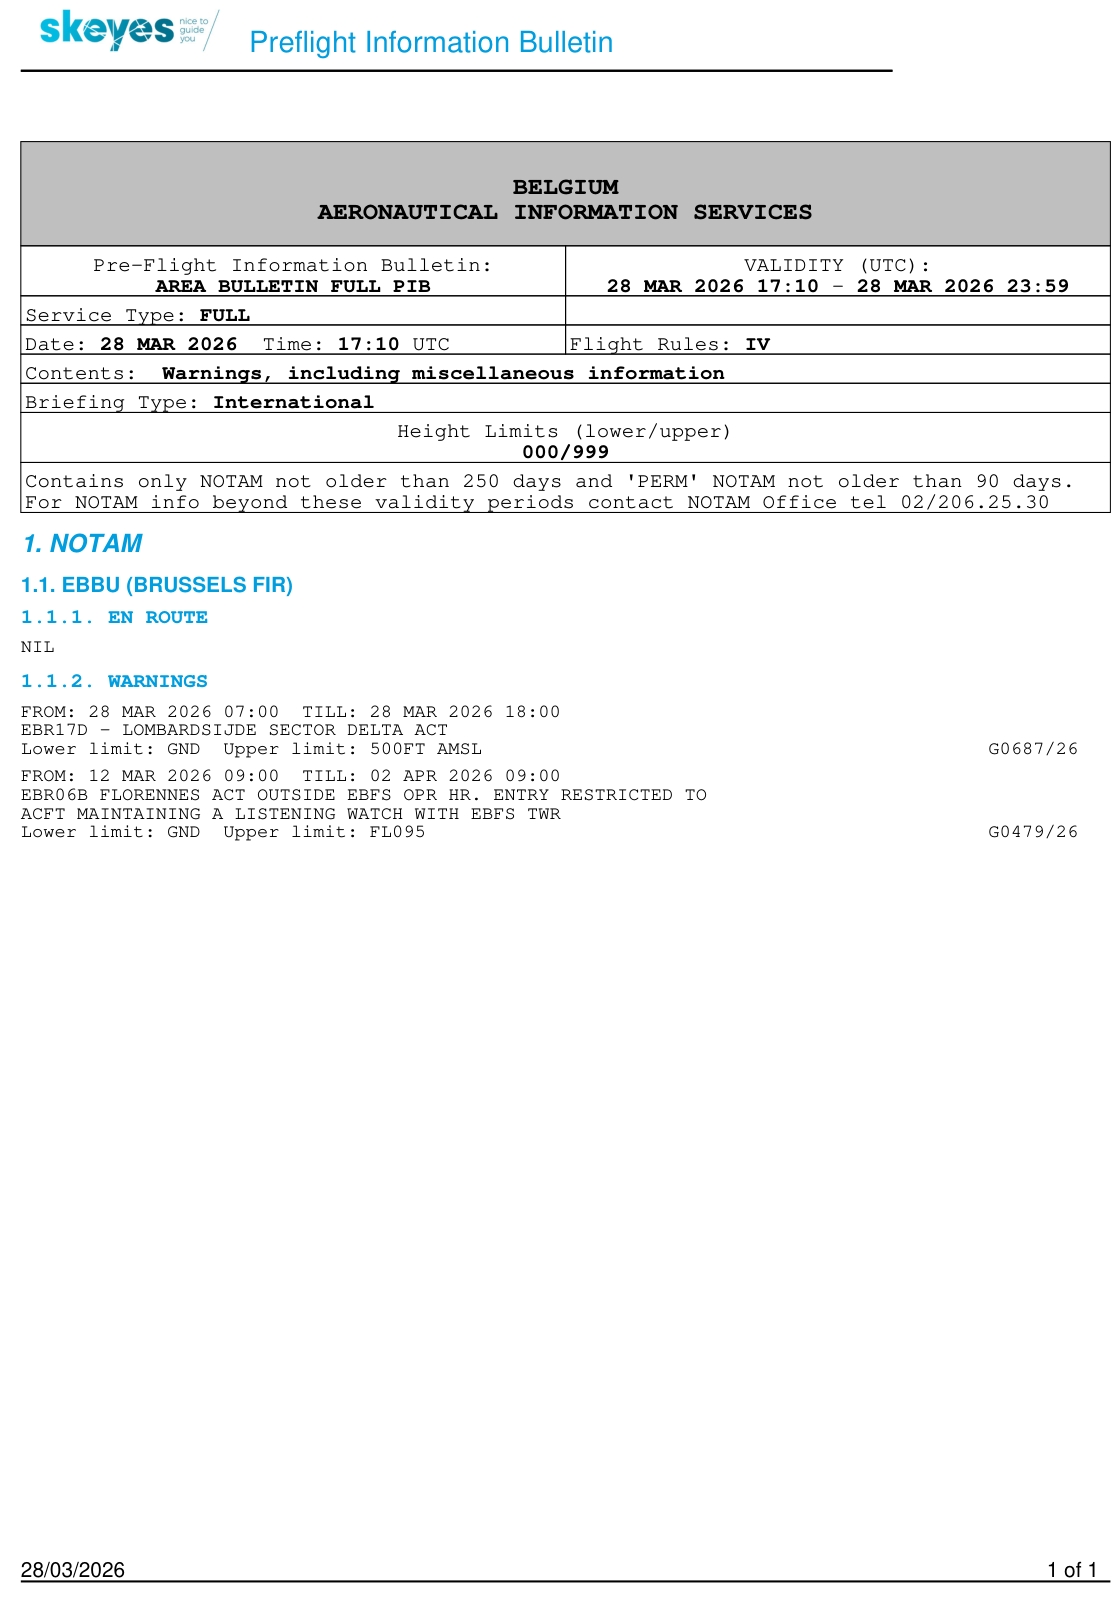 skeyes nice to guide you
Preflight Information Bulletin
BELGIUM
AERONAUTICAL INFORMATION SERVICES
Pre-Flight Information Bulletin:
AREA BULLETIN FULL PIB
VALIDITY (UTC):
28 MAR 2026 17:10 - 28 MAR 2026 23:59
Service Type: FULL
Date: 28 MAR 2026  Time: 17:10 UTC
Flight Rules: IV
Contents:  Warnings, including miscellaneous information
Briefing Type: International
Height Limits (lower/upper)
000/999
Contains only NOTAM not older than 250 days and 'PERM' NOTAM not older than 90 days.
For NOTAM info beyond these validity periods contact NOTAM Office tel 02/206.25.30
1. NOTAM
1.1. EBBU (BRUSSELS FIR)
1.1.1. EN ROUTE
NIL
1.1.2. WARNINGS
FROM: 28 MAR 2026 07:00  TILL: 28 MAR 2026 18:00
EBR17D - LOMBARDSIJDE SECTOR DELTA ACT
Lower limit: GND  Upper limit: 500FT AMSL G0687/26
FROM: 12 MAR 2026 09:00  TILL: 02 APR 2026 09:00
EBR06B FLORENNES ACT OUTSIDE EBFS OPR HR. ENTRY RESTRICTED TO
ACFT MAINTAINING A LISTENING WATCH WITH EBFS TWR
Lower limit: GND  Upper limit: FL095 G0479/26
28/03/2026 1 of 1